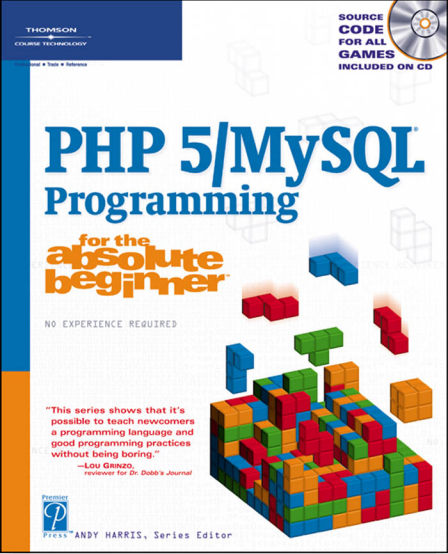 THOMSON
COURSE TECHNOLOGY
Professional ■ Trade ■ Reference
SOURCE
CODE
FOR ALL
GAMES
INCLUDED ON CD
PHP 5/MySQL®
Programming
for the
absolute
beginner™
NO EXPERIENCE REQUIRED
"This series shows that it's
possible to teach newcomers
a programming language and
good programming practices
without being boring."
—LOU GRINZO,
reviewer for Dr. Dobb's Journal
Premier
P
Press™
ANDY HARRIS, Series Editor